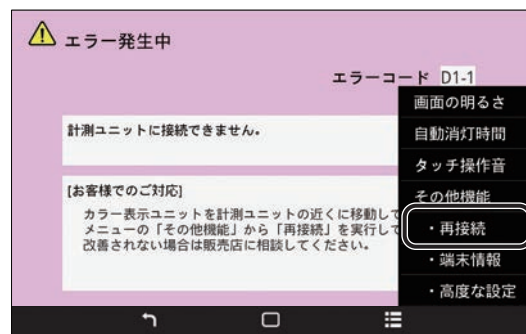 エラー発生中
エラーコード D1-1
計測ユニットに接続できません。
[お客様でのご対応]
カラー表示ユニットを計測ユニットの近くに移動して
メニューの「その他機能」から「再接続」を実行して
改善されない場合は販売店に相談してください。
画面の明るさ
自動消灯時間
タッチ操作音
その他機能
・再接続
・端末情報
・高度な設定